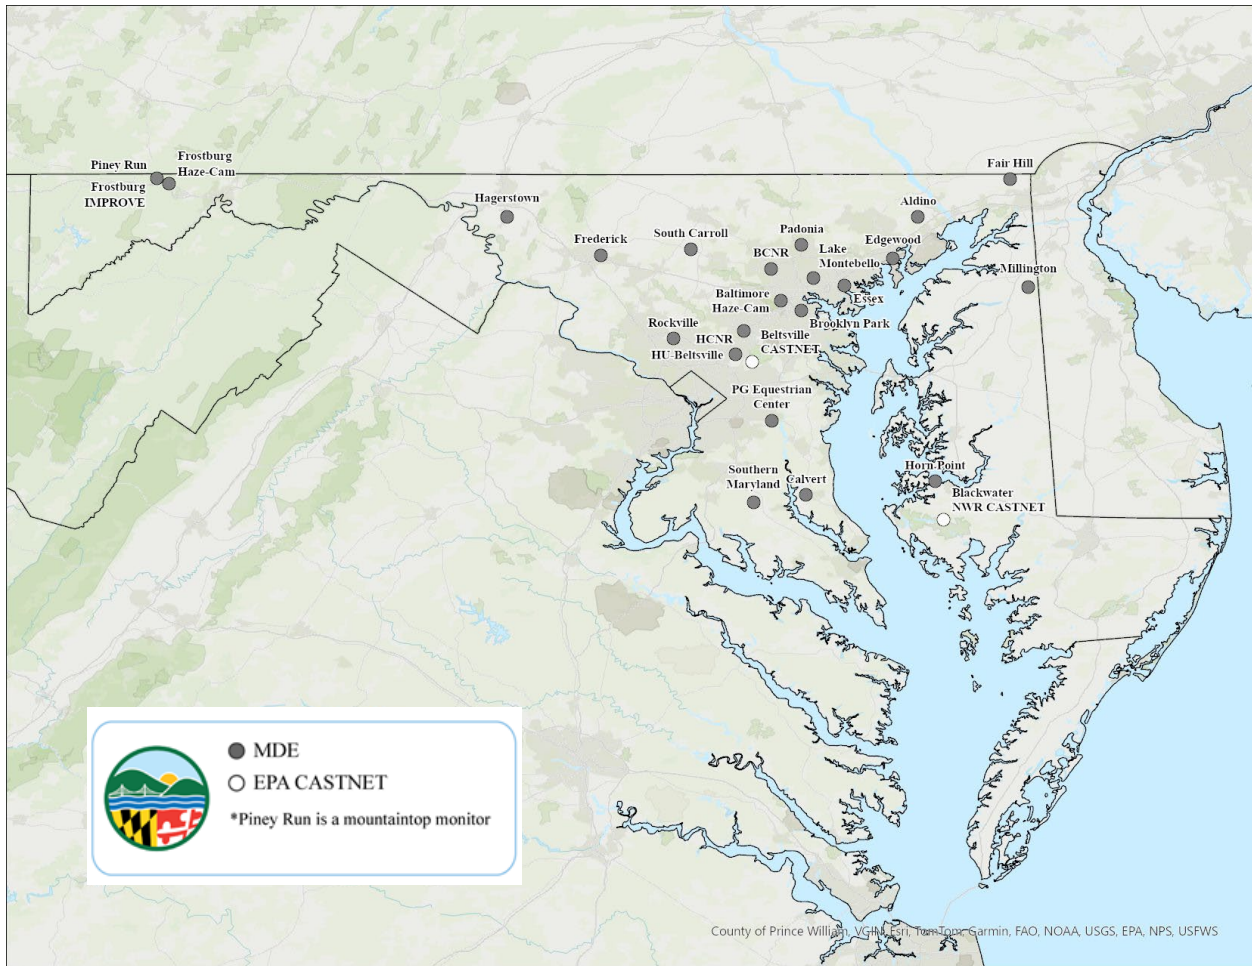 Piney Run
Frostburg
Haze-Cam
Frostburg
IMPROVE
Hagerstown
Frederick
South Carroll
Padonia
BCNR
Lake
Montebello
Edgewood
Aldino
Fair Hill
Millington
Essex
Baltimore
Haze-Cam
Brooklyn Park
Rockville
HCNR
HU-Beltsville
Beltsville
CASTNET
PG Equestrian
Center
Southern
Maryland
Calvert
Horn Point
Blackwater
NWR CASTNET
MDE
EPA CASTNET
*Piney Run is a mountaintop monitor
County of Prince William, VGIN, Esri, TomTom, Garmin, FAO, NOAA, USGS, EPA, NPS, USFWS